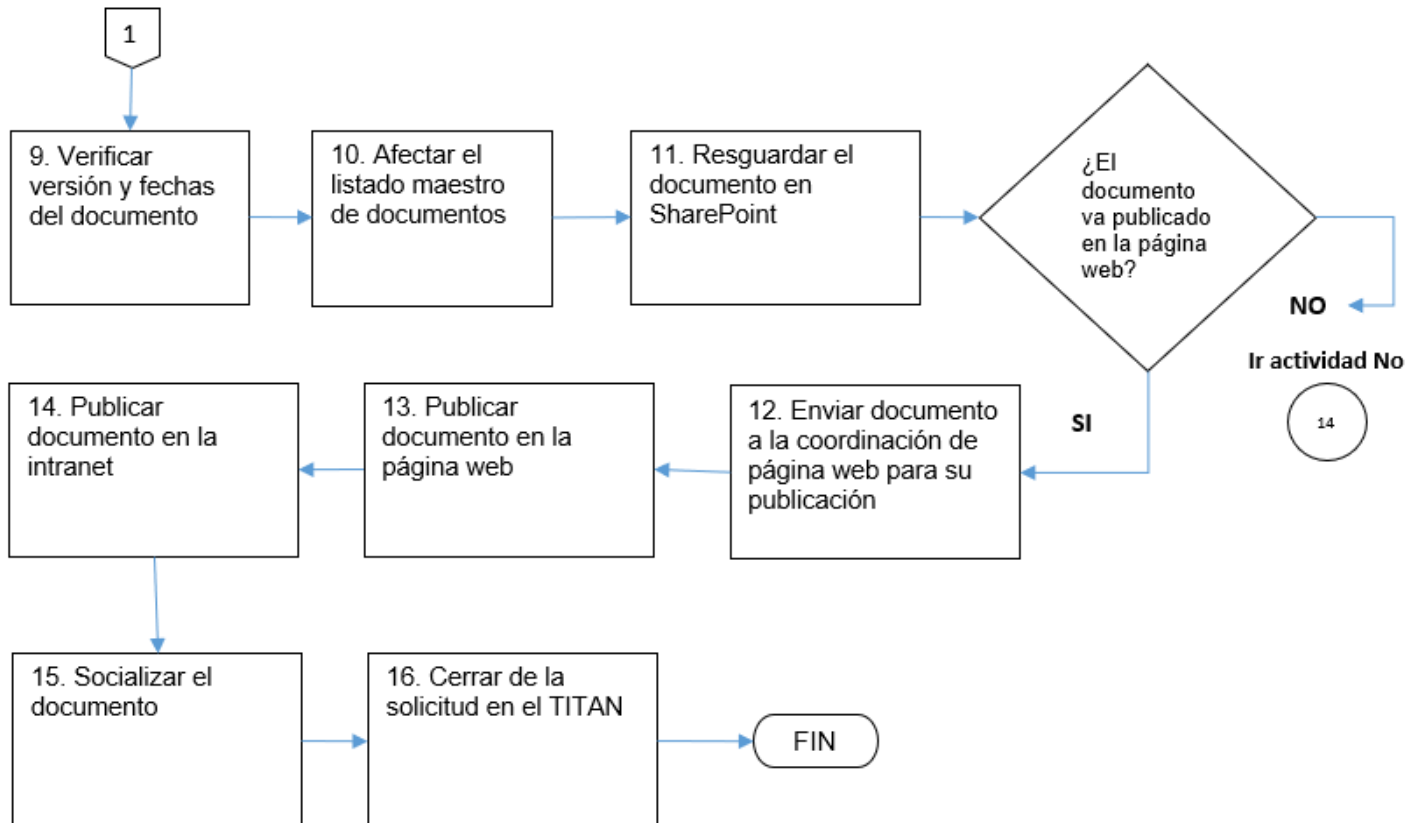 1
9. Verificar
versión y fechas
del documento
10. Afectar el
listado maestro
de documentos
11. Resguardar el
documento en
SharePoint
¿El
documento
va publicado
en la página
web?
NO
Ir actividad No
14
SI
12. Enviar documento
a la coordinación de
página web para su
publicación
13. Publicar
documento en la
página web
14. Publicar
documento en la
intranet
15. Socializar el
documento
16. Cerrar de la
solicitud en el TITAN
FIN